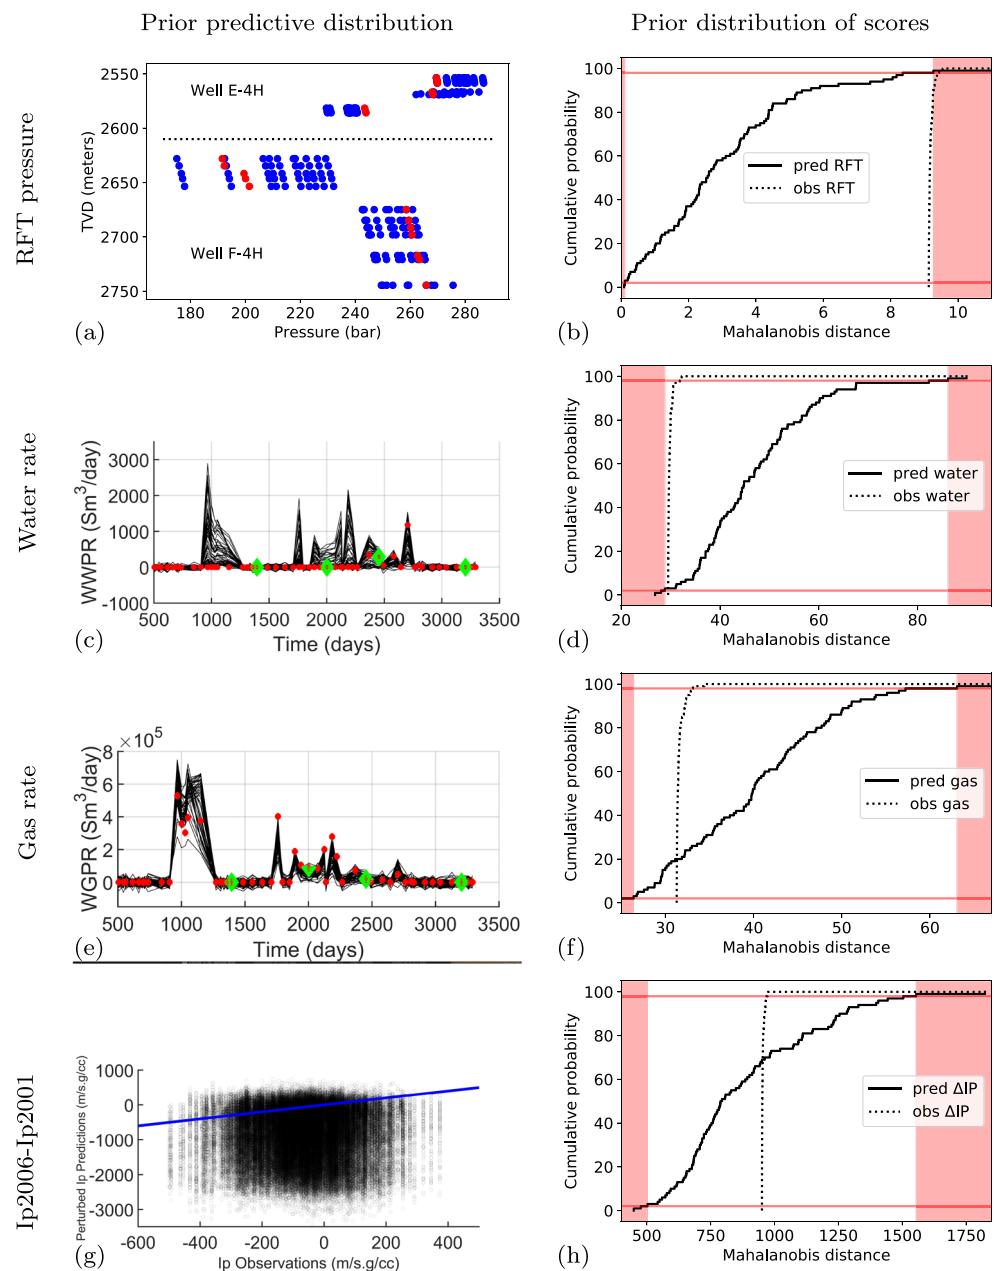 Prior predictive distribution
Prior distribution of scores
RFT pressure
TVD (meters)
2550
2600
2650
2700
2750
Well E-4H
Well F-4H
180 200 220 240 260 280
Pressure (bar)
(a)
Cumulative probability
100
80
60
40
20
0
pred RFT
obs RFT
0 2 4 6 8 10
Mahalanobis distance
(b)
Water rate
WWPR (Sm³/day)
3000
2000
1000
0
-1000
500 1000 1500 2000 2500 3000 3500
Time (days)
(c)
Cumulative probability
100
80
60
40
20
0
pred water
obs water
20 40 60 80
Mahalanobis distance
(d)
Gas rate
WGPR (Sm³/day)
×10⁵
8
6
4
2
0
500 1000 1500 2000 2500 3000 3500
Time (days)
(e)
Cumulative probability
100
80
60
40
20
0
pred gas
obs gas
30 40 50 60
Mahalanobis distance
(f)
Ip2006-Ip2001
Perturbed Ip Predictions (m/s.g/cc)
1000
0
-1000
-2000
-3000
-600 -400 -200 0 200 400
Ip Observations (m/s.g/cc)
(g)
Cumulative probability
100
80
60
40
20
0
pred ΔIP
obs ΔIP
500 750 1000 1250 1500 1750
Mahalanobis distance
(h)